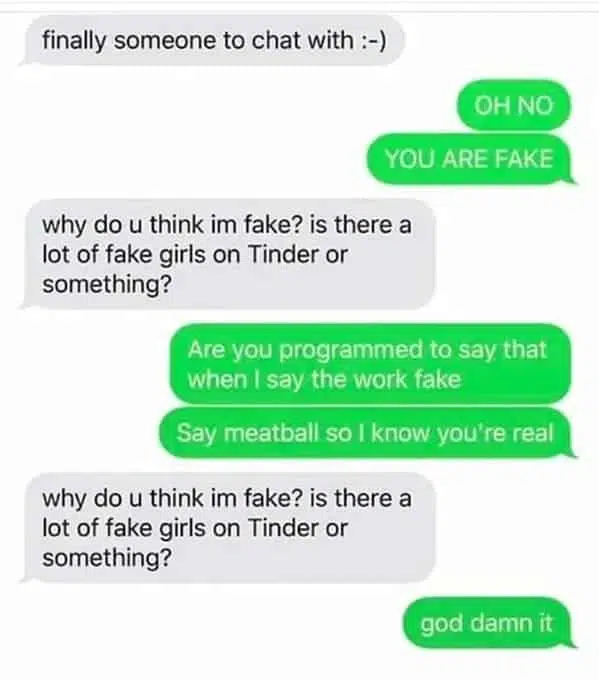 finally someone to chat with :-)
OH NO
YOU ARE FAKE
why do u think im fake? is there a
lot of fake girls on Tinder or
something?
Are you programmed to say that
when I say the work fake
Say meatball so I know you're real
why do u think im fake? is there a
lot of fake girls on Tinder or
something?
god damn it